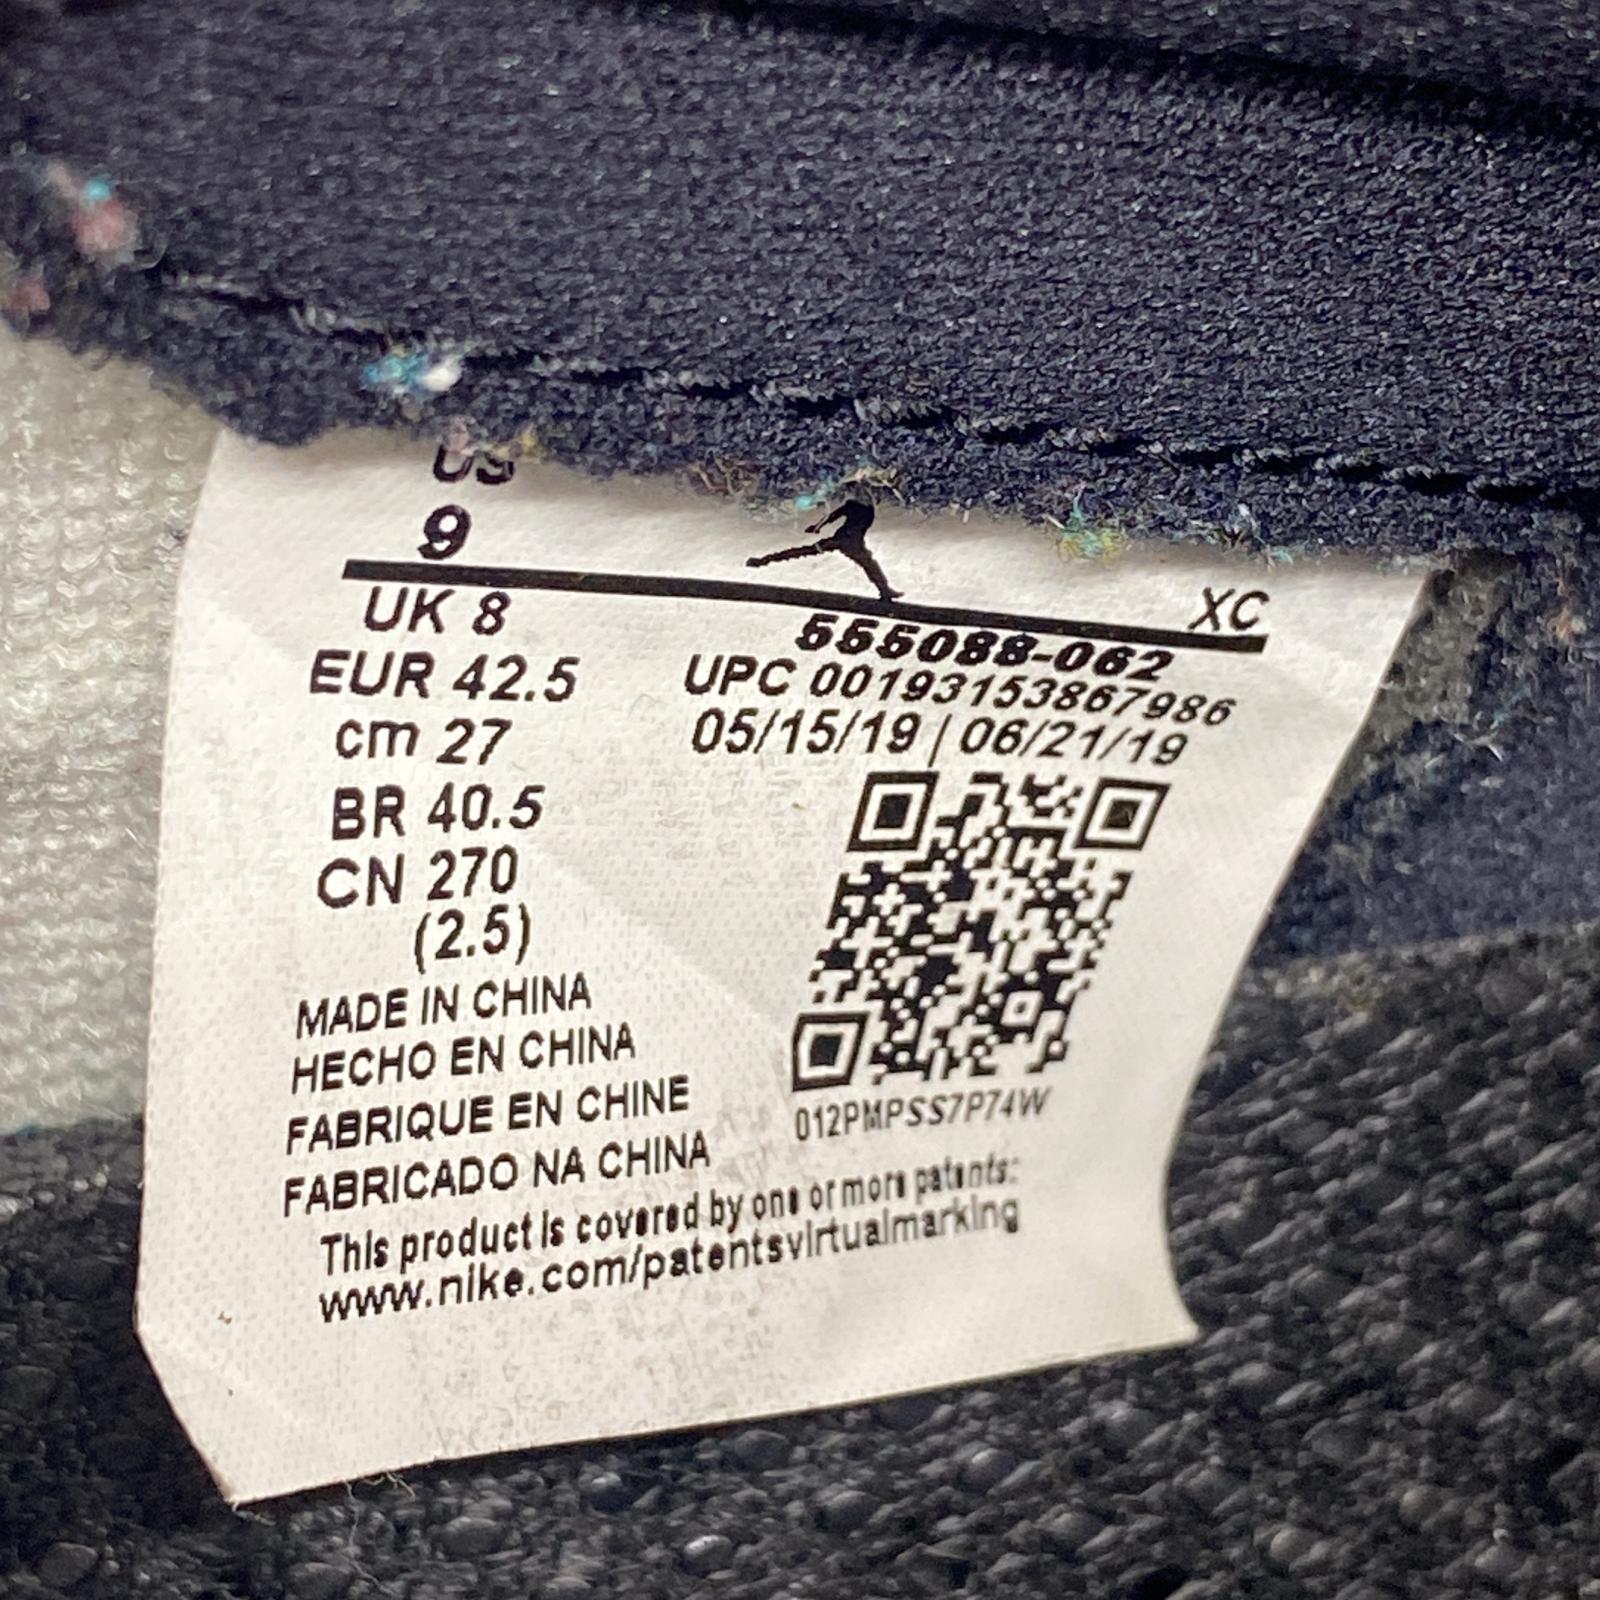 US
9
XC
UK 8
555088-062
EUR 42.5
UPC 00193153867986
cm 27
05/15/19 | 06/21/19
BR 40.5
CN 270
(2.5)
MADE IN CHINA
HECHO EN CHINA
FABRIQUE EN CHINE
FABRICADO NA CHINA
012PMPSS7P74W
This product is covered by one or more patents:
www.nike.com/patentsvirtualmarking